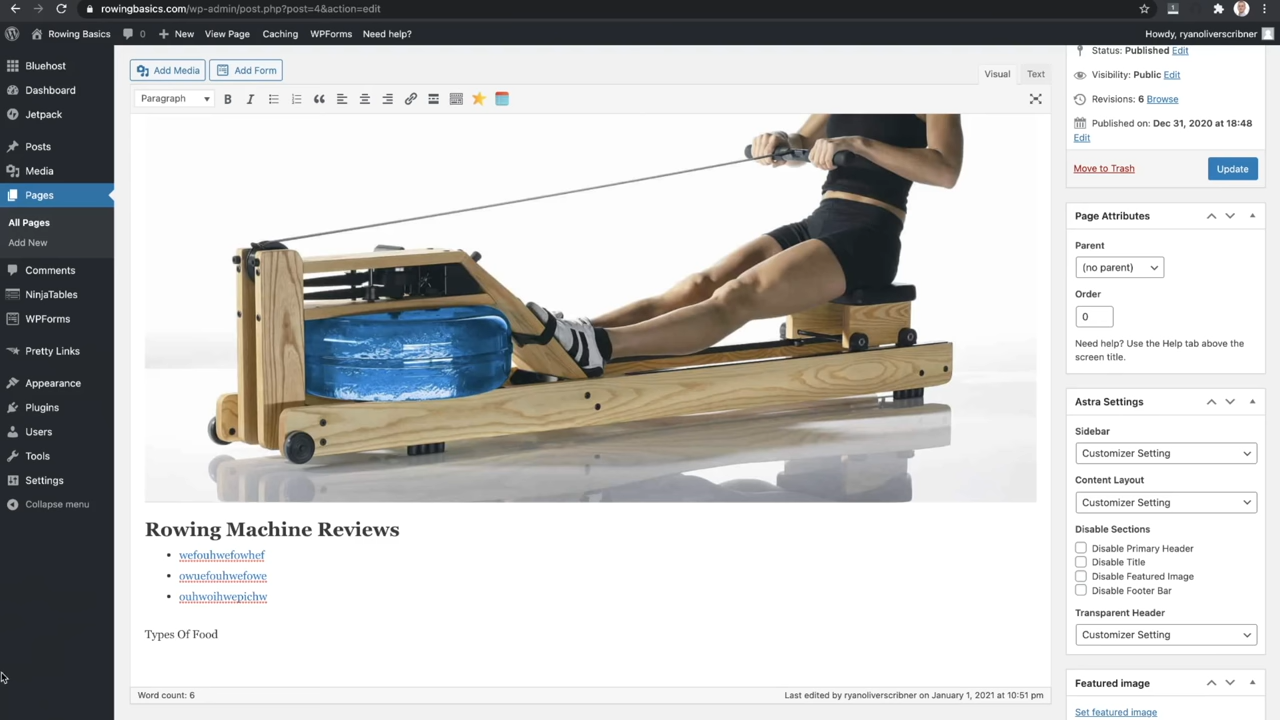 rowingbasics.com/wp-admin/post.php?post=4&action=edit
Rowing Basics 0 New View Page Caching WPForms Need help? Howdy, ryanoliverscribner
Bluehost
Dashboard
Jetpack
Posts
Media
Pages
All Pages
Add New
Comments
NinjaTables
WPForms
Pretty Links
Appearance
Plugins
Users
Tools
Settings
Collapse menu
Add Media Add Form
Visual Text
Paragraph B I
Rowing Machine Reviews
wefouhwefowhef
owuefouhwefowe
ouhwoihwepichw
Types Of Food
Word count: 6
Last edited by ryanoliverscribner on January 1, 2021 at 10:51 pm
Status: Published Edit
Visibility: Public Edit
Revisions: 6 Browse
Published on: Dec 31, 2020 at 18:48
Edit
Move to Trash Update
Page Attributes
Parent
(no parent)
Order
0
Need help? Use the Help tab above the
screen title.
Astra Settings
Sidebar
Customizer Setting
Content Layout
Customizer Setting
Disable Sections
Disable Primary Header
Disable Title
Disable Featured Image
Disable Footer Bar
Transparent Header
Customizer Setting
Featured image
Set featured image